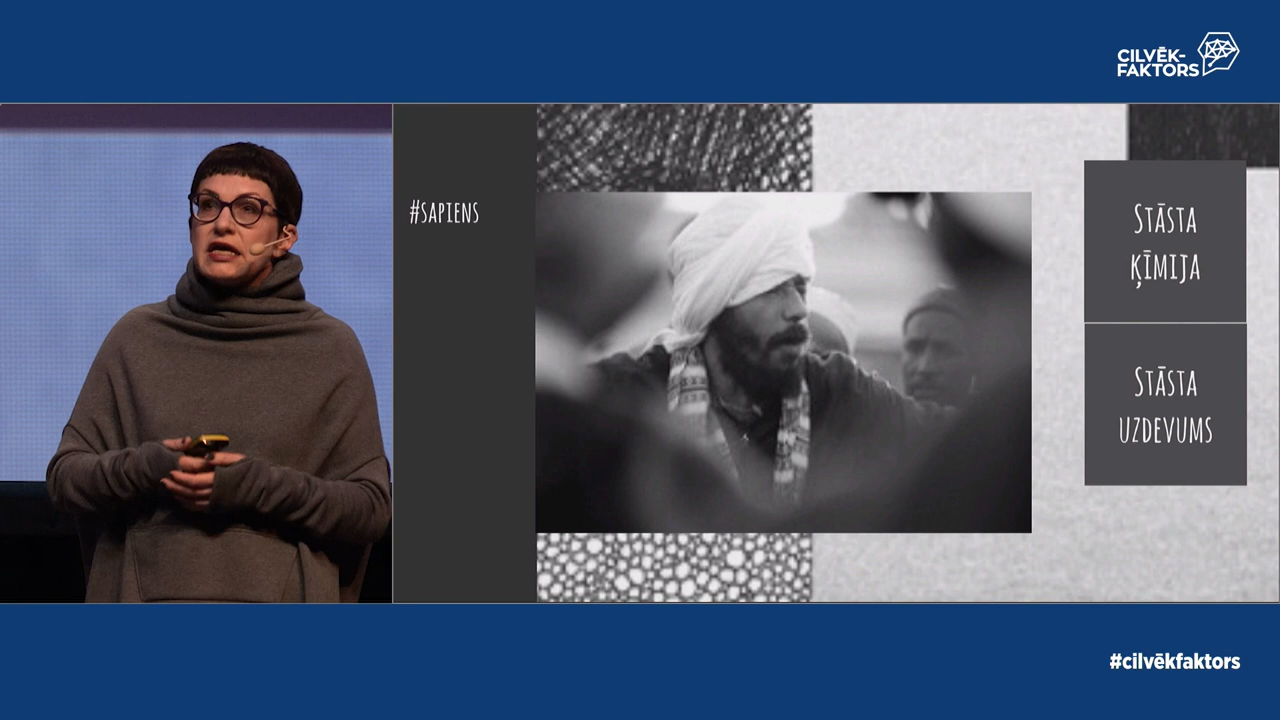 CILVĒK-
FAKTORS
#SAPIENS
STĀSTA
ĶĪMIJA
STĀSTA
UZDEVUMS
#cilvēkfaktors